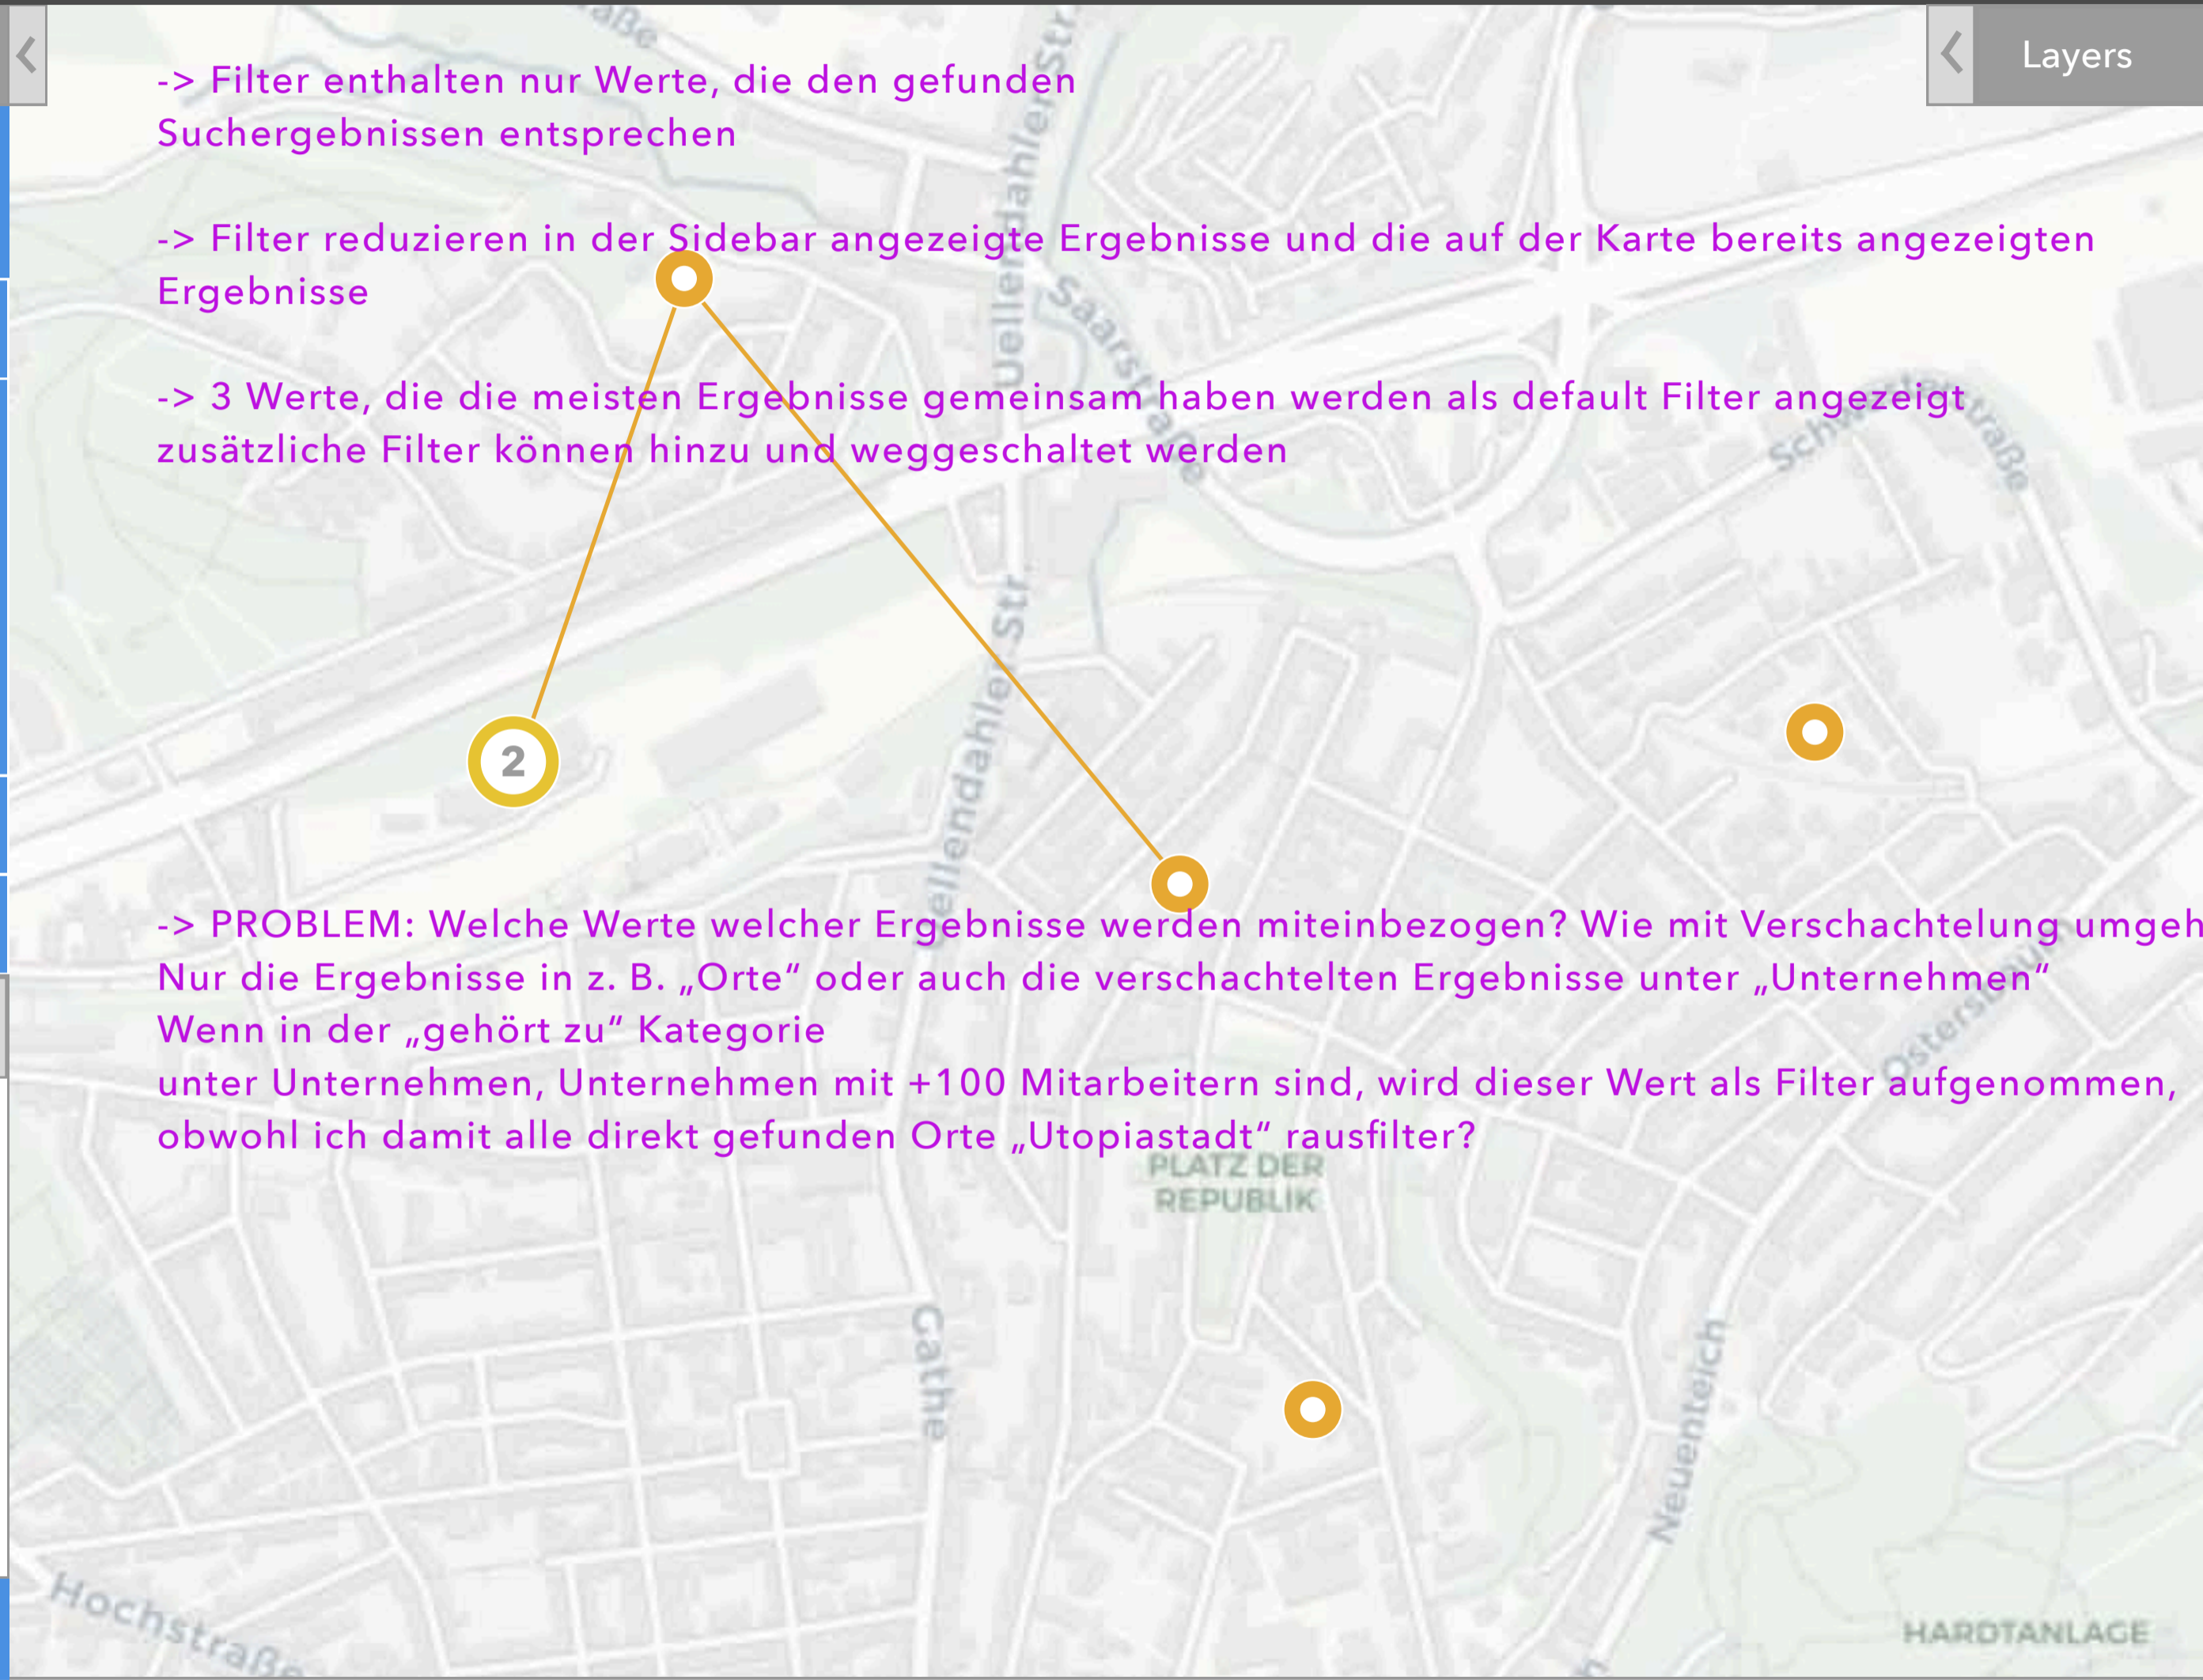 Layers
-> Filter enthalten nur Werte, die den gefunden
Suchergebnissen entsprechen
-> Filter reduzieren in der Sidebar angezeigte Ergebnisse und die auf der Karte bereits angezeigten
Ergebnisse
Uellendahler Str.
Saarstraße
-> 3 Werte, die die meisten Ergebnisse gemeinsam haben werden als default Filter angezeigt
zusätzliche Filter können hinzu und weggeschaltet werden
Uellendahler Str.
2
-> PROBLEM: Welche Werte welcher Ergebnisse werden miteinbezogen? Wie mit Verschachtelung umgeh
Nur die Ergebnisse in z. B. „Orte“ oder auch die verschachtelten Ergebnisse unter „Unternehmen“
Wenn in der „gehört zu“ Kategorie
unter Unternehmen, Unternehmen mit +100 Mitarbeitern sind, wird dieser Wert als Filter aufgenommen,
obwohl ich damit alle direkt gefunden Orte „Utopiastadt“ rausfilter?
PLATZ DER
REPUBLIK
Gathe
Neuenteich
Hochstraße
HARDTANLAGE